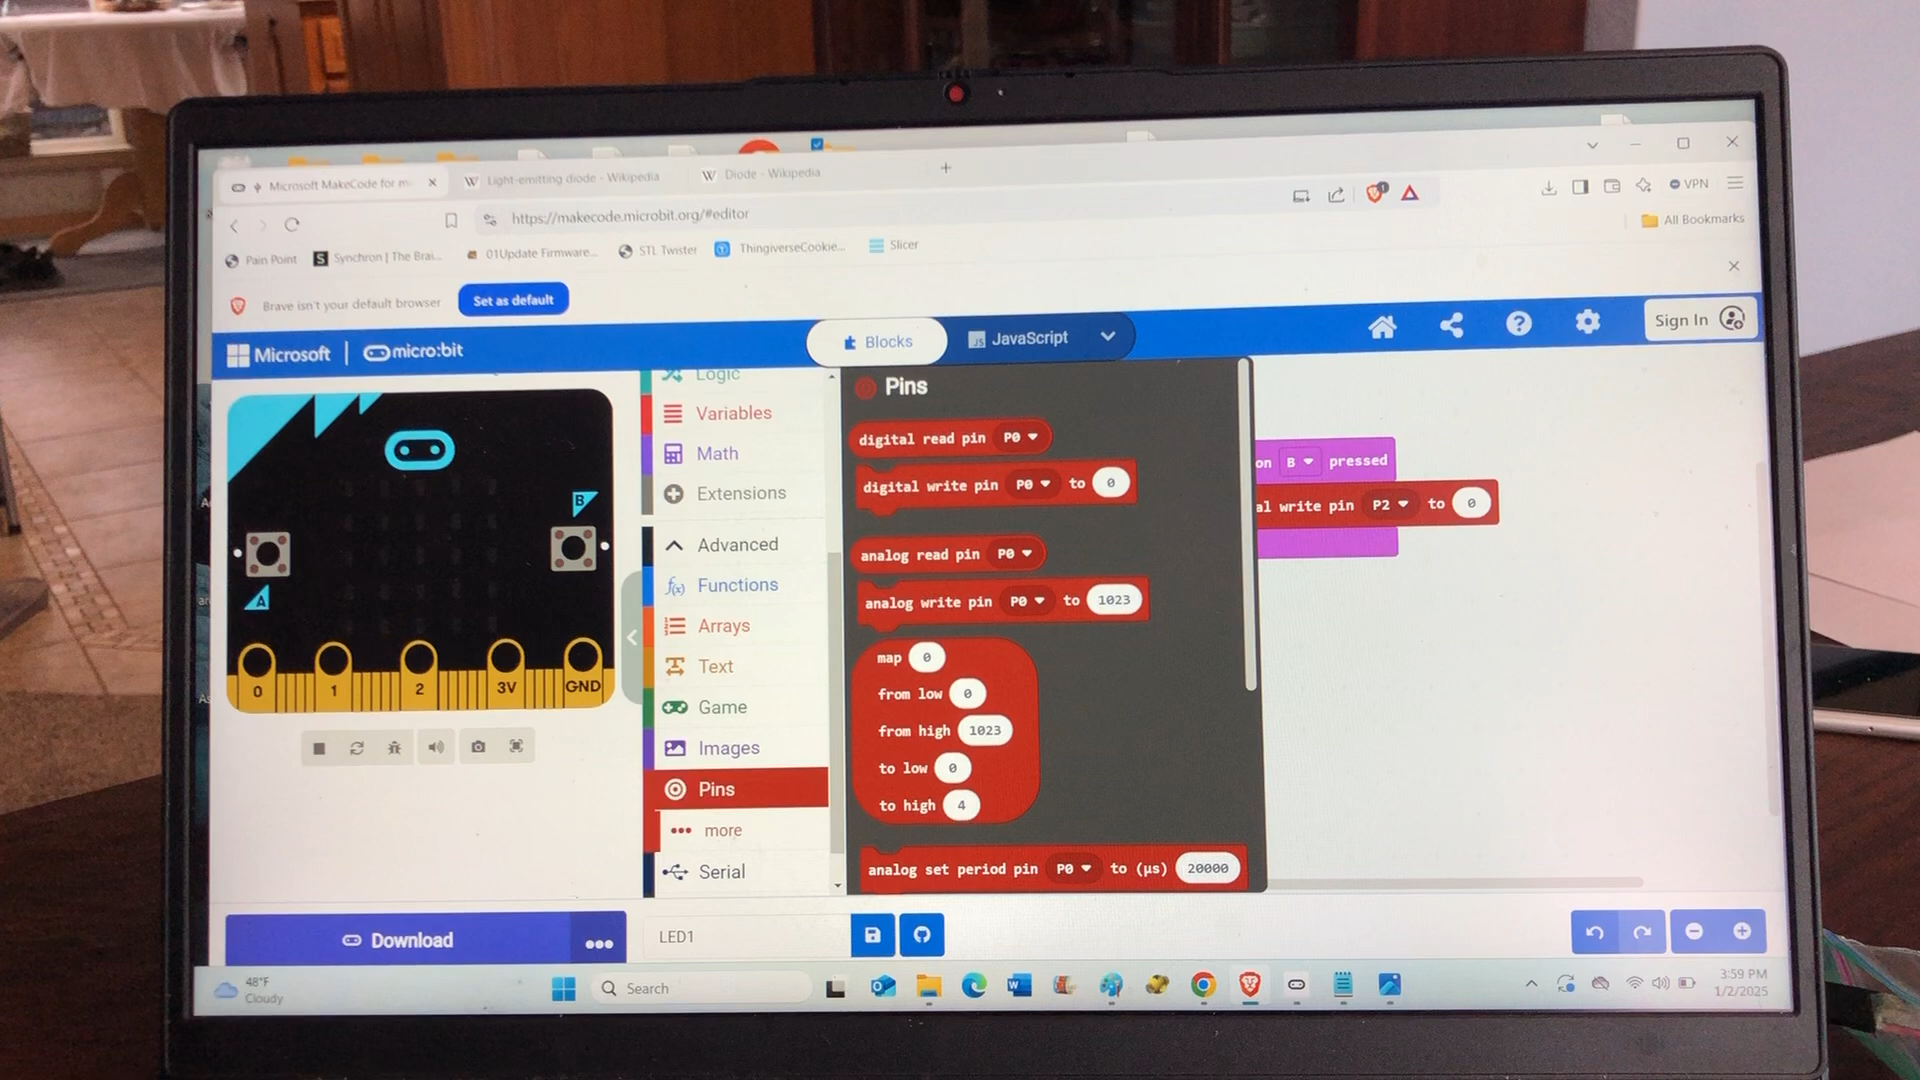 Microsoft MakeCode for m
Light-emitting diode - Wikipedia
Diode - Wikipedia
https://makecode.microbit.org/#editor
VPN
All Bookmarks
Pain Point
Synchron | The Brai...
01Update Firmware...
STL Twister
ThingiverseCookie...
Slicer
Brave isn't your default browser
Set as default
Microsoft
micro:bit
Blocks
JavaScript
Sign In
Logic
Variables
Math
Extensions
Advanced
Functions
Arrays
Text
Game
Images
Pins
more
Serial
Pins
digital read pin P0
digital write pin P0 to 0
analog read pin P0
analog write pin P0 to 1023
map 0
from low 0
from high 1023
to low 0
to high 4
analog set period pin P0 to (µs) 20000
on B pressed
al write pin P2 to 0
A
B
0
1
2
3V
GND
Download
LED1
48°F
Cloudy
Search
3:59 PM
1/2/2025